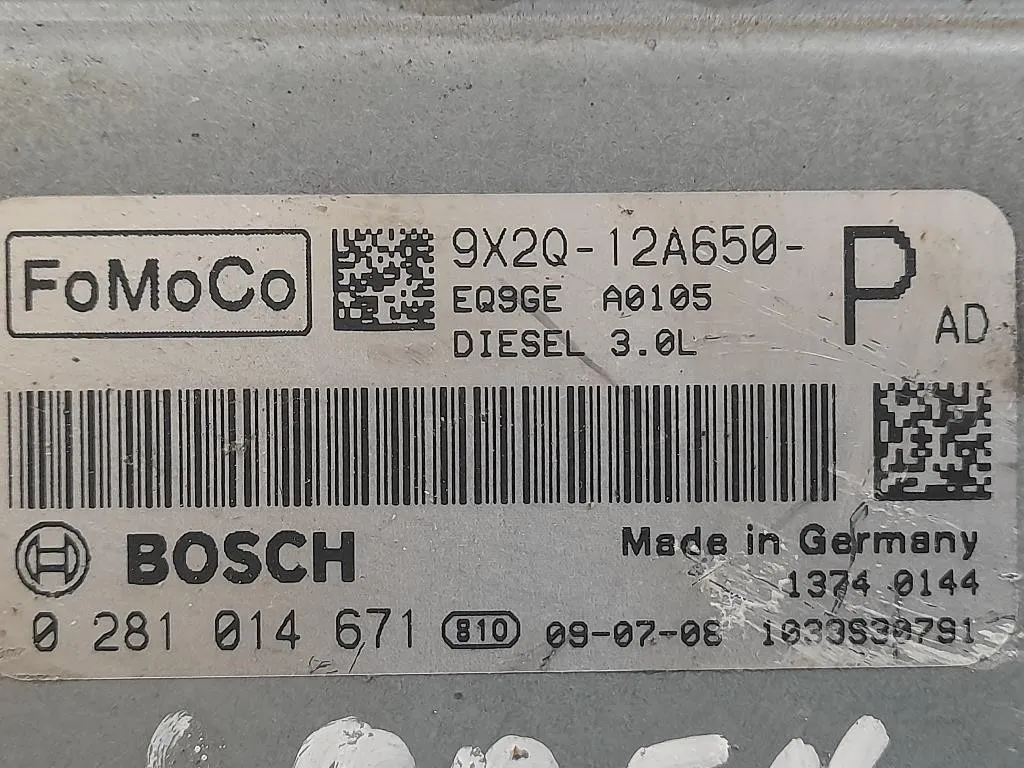 FoMoCo
9X2Q-12A650- P AD
EQ9GE A0105
DIESEL 3.0L
BOSCH
Made in Germany
1374 0144
0 281 014 671 810 09-07-08